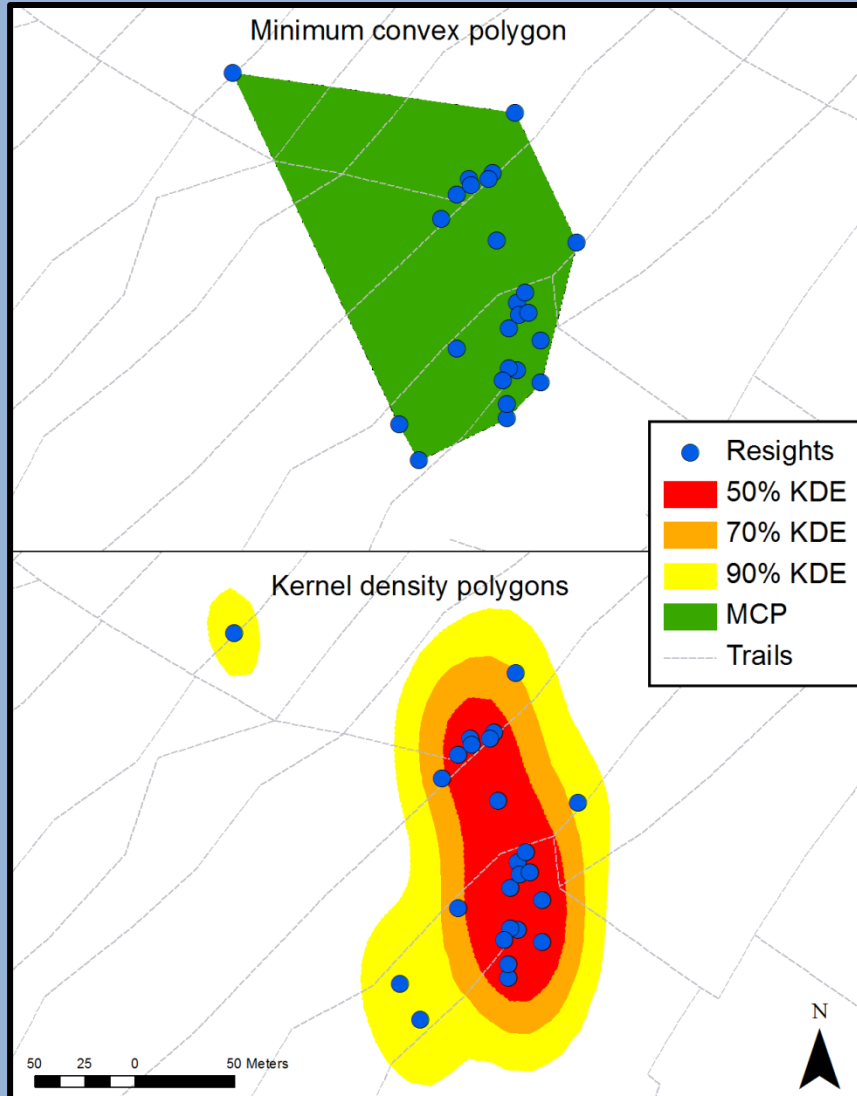 Minimum convex polygon
Resights
50% KDE
70% KDE
90% KDE
MCP
Trails
Kernel density polygons
N
50 25 0 50 Meters